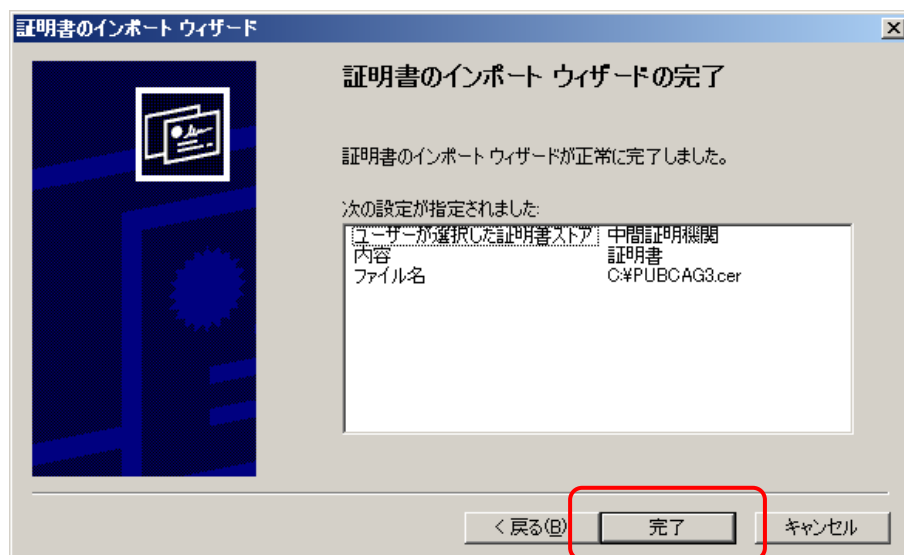 証明書のインポート ウィザード
証明書のインポート ウィザードの完了
証明書のインポート ウィザードが正常に完了しました。
次の設定が指定されました:
ユーザーが選択した証明書ストア 中間証明機関
内容 証明書
ファイル名 C:¥PUBCAG3.cer
< 戻る(B) 完了 キャンセル